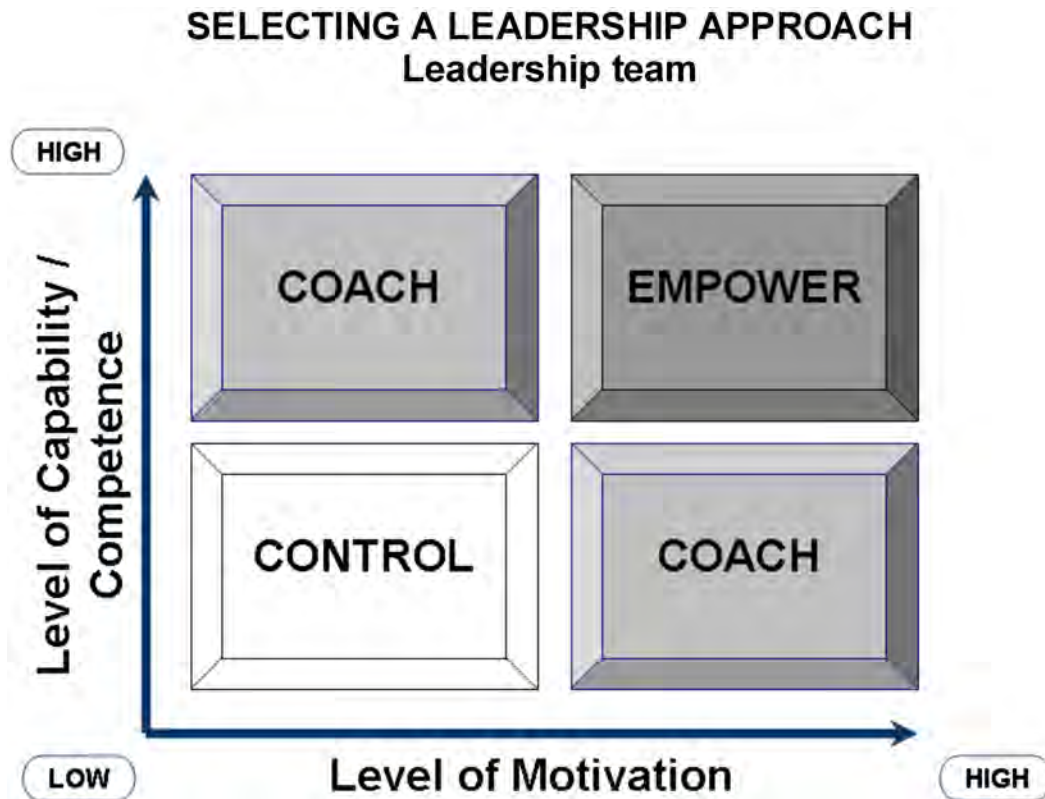 SELECTING A LEADERSHIP APPROACH
Leadership team
HIGH
Level of Capability /
Competence
COACH
EMPOWER
CONTROL
COACH
LOW
Level of Motivation
HIGH